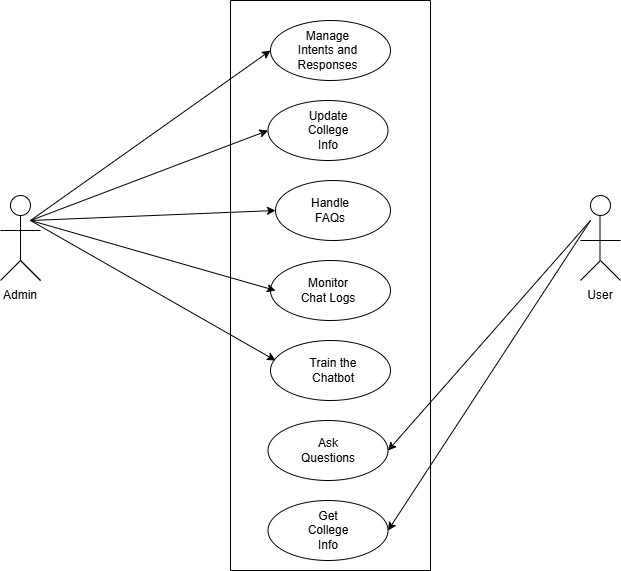 Manage
Intents and
Responses
Update
College
Info
Handle
FAQs
Monitor
Chat Logs
Train the
Chatbot
Ask
Questions
Get
College
Info
Admin
User